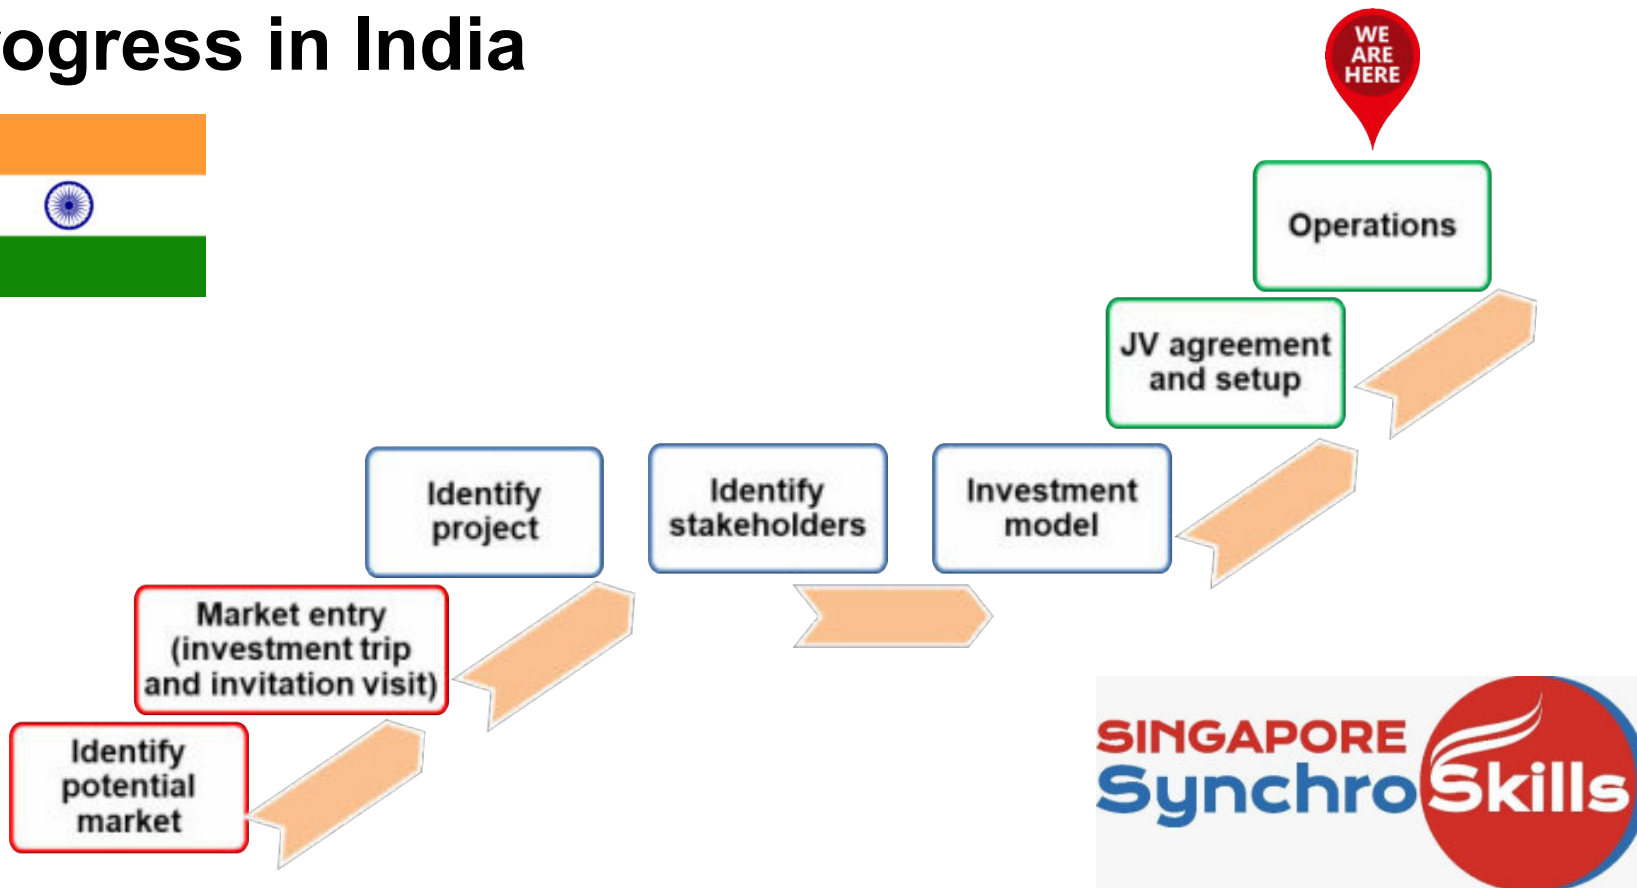 ogress in India
WE
ARE
HERE
Operations
JV agreement
and setup
Identify
project
Identify
stakeholders
Investment
model
Market entry
(investment trip
and invitation visit)
Identify
potential
market
SINGAPORE
SynchroSkills